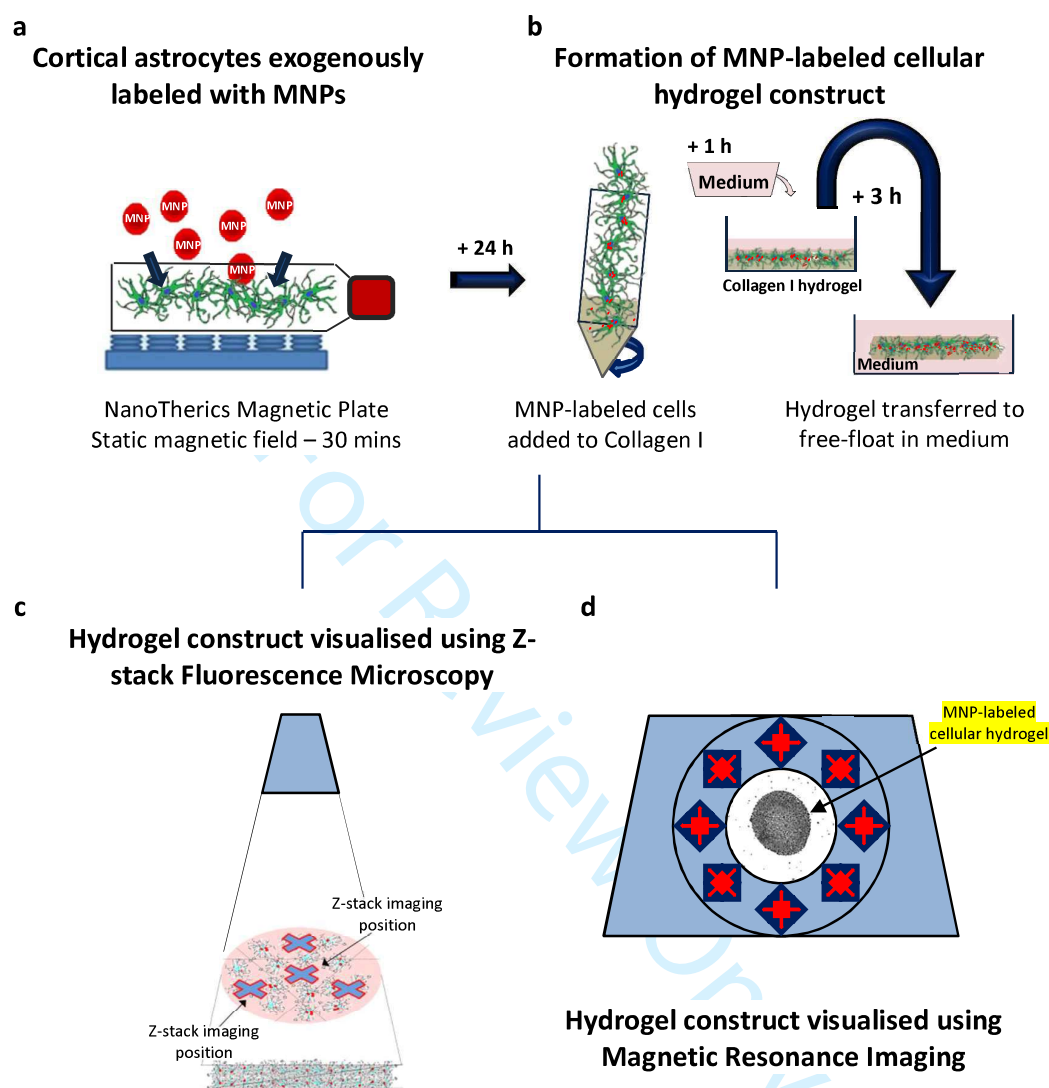 a
Cortical astrocytes exogenously
labeled with MNPs
MNP
MNP
MNP
MNP
MNP
MNP
NanoTherics Magnetic Plate
Static magnetic field – 30 mins
+ 24 h
b
Formation of MNP-labeled cellular
hydrogel construct
+ 1 h
Medium
+ 3 h
Collagen I hydrogel
Medium
MNP-labeled cells
added to Collagen I
Hydrogel transferred to
free-float in medium
c
Hydrogel construct visualised using Z-
stack Fluorescence Microscopy
Z-stack imaging
position
Z-stack imaging
position
d
MNP-labeled
cellular hydrogel
Hydrogel construct visualised using
Magnetic Resonance Imaging
For Review On